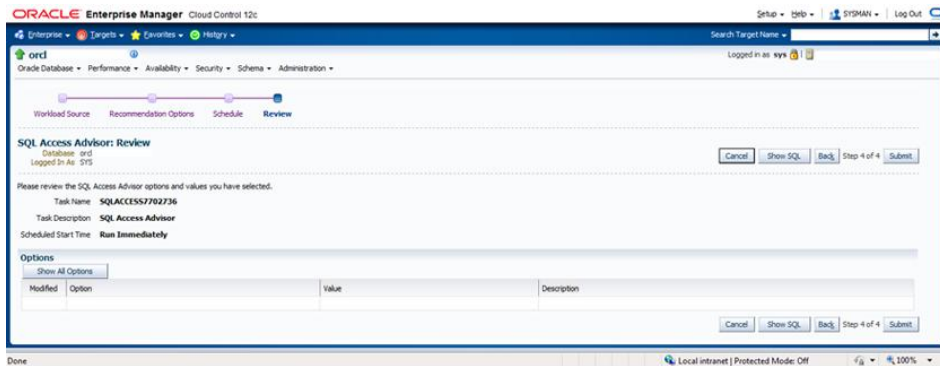 ORACLE Enterprise Manager Cloud Control 12c
Setup Help SYSMAN Log Out
Enterprise Targets Favorites History
Search Target Name
orcl
Logged in as sys
Oracle Database Performance Availability Security Schema Administration
Workload Source Recommendation Options Schedule Review
SQL Access Advisor: Review
Database orcl
Logged In As SYS
Cancel Show SQL Back Step 4 of 4 Submit
Please review the SQL Access Advisor options and values you have selected.
Task Name SQLACCESS7702736
Task Description SQL Access Advisor
Scheduled Start Time Run Immediately
Options
Show All Options
Modified Option Value Description
Cancel Show SQL Back Step 4 of 4 Submit
Done
Local intranet | Protected Mode: Off
100%